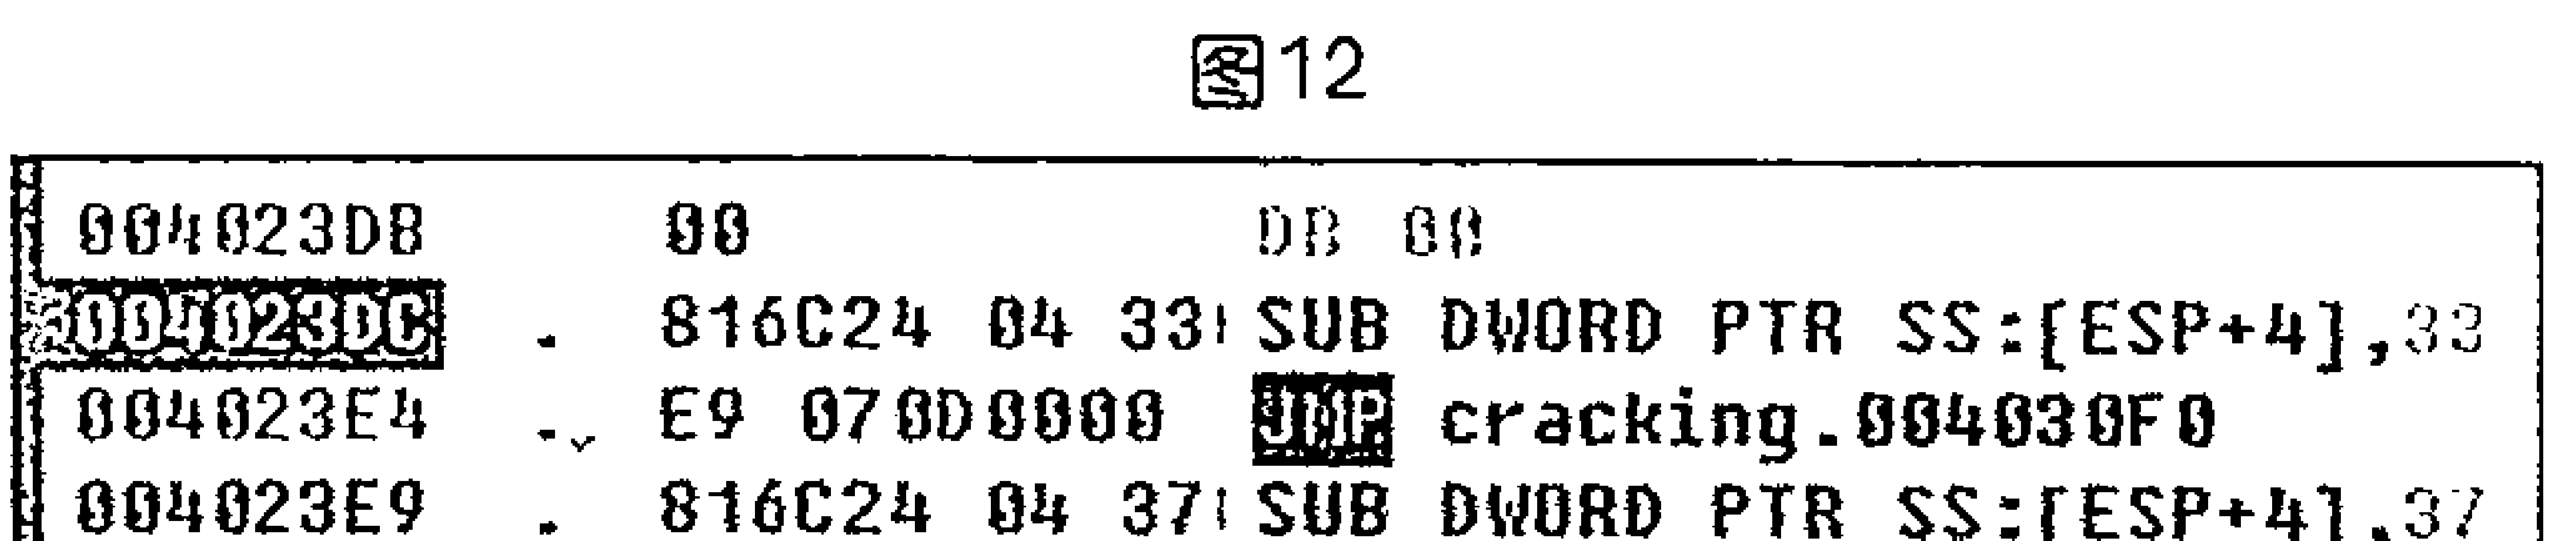 图12
004023DB 00 DB 00
004023DC . 816C24 04 33 SUB DWORD PTR SS:[ESP+4],33
004023E4 .⌄ E9 070D0000 JMP cracking.004030F0
004023E9 . 816C24 04 37 SUB DWORD PTR SS:[ESP+4],37